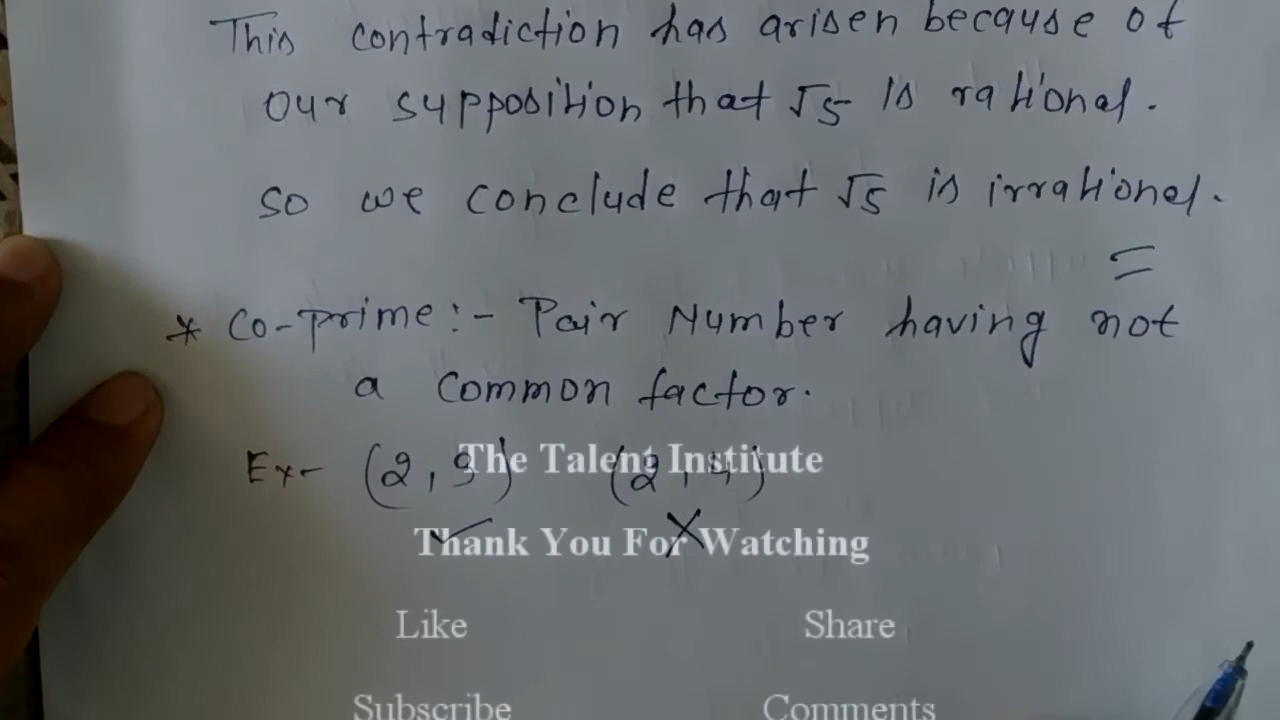 This contradiction has arisen because of
our supposition that √5 is rational.
so we conclude that √5 is irrational.
* Co-prime:- Pair Number having not
a common factor.
Ex- (2, 9) (2, 4)
The Talent Institute
Thank You For Watching
Like Share
Subscribe Comments